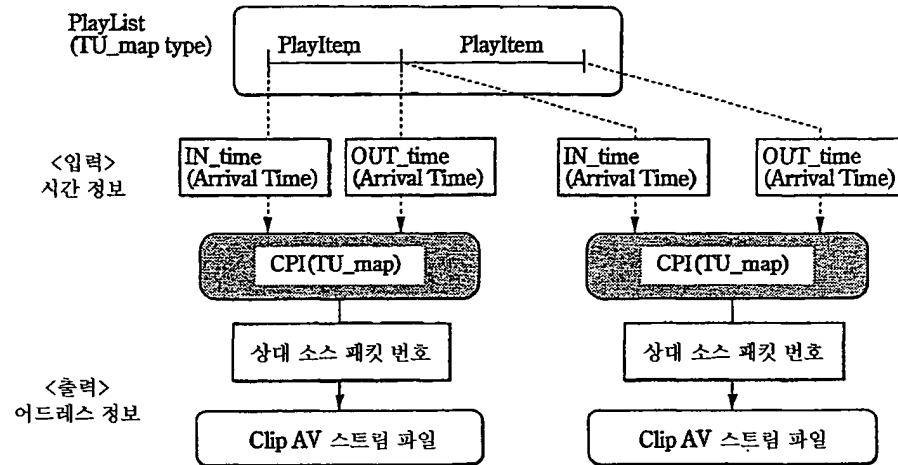 PlayList
(TU_map type)
PlayItem
PlayItem
<입력>
시간 정보
IN_time
(Arrival Time)
OUT_time
(Arrival Time)
IN_time
(Arrival Time)
OUT_time
(Arrival Time)
CPI(TU_map)
CPI(TU_map)
상대 소스 패킷 번호
상대 소스 패킷 번호
<출력>
어드레스 정보
Clip AV 스트림 파일
Clip AV 스트림 파일